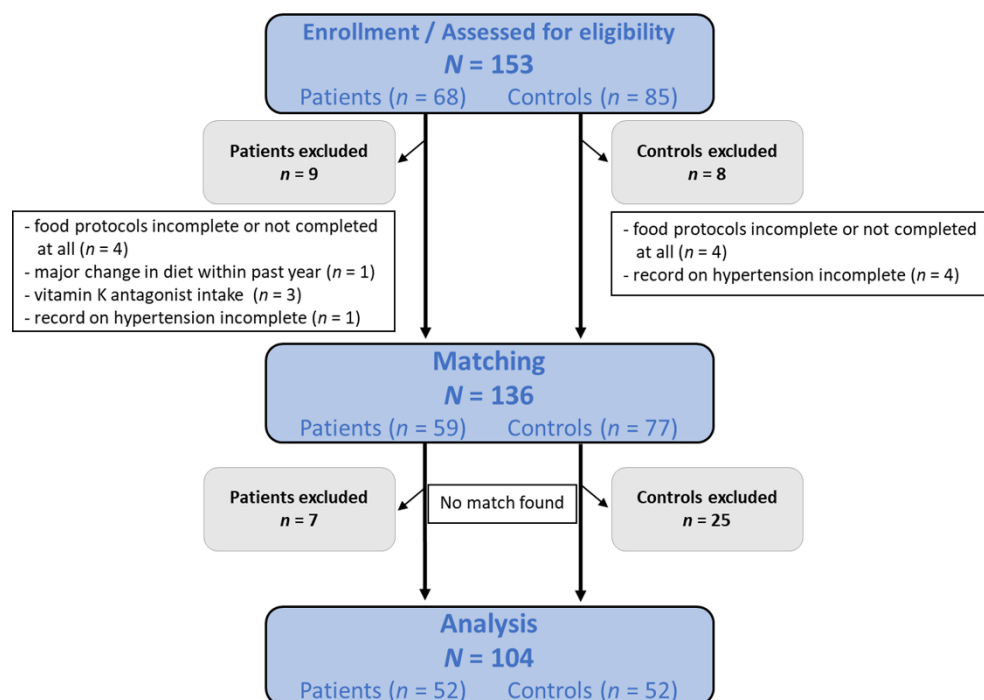 Enrollment / Assessed for eligibility
N = 153
Patients (n = 68) Controls (n = 85)
Patients excluded
n = 9
Controls excluded
n = 8
- food protocols incomplete or not completed
at all (n = 4)
- major change in diet within past year (n = 1)
- vitamin K antagonist intake (n = 3)
- record on hypertension incomplete (n = 1)
- food protocols incomplete or not completed
at all (n = 4)
- record on hypertension incomplete (n = 4)
Matching
N = 136
Patients (n = 59) Controls (n = 77)
Patients excluded
n = 7
No match found
Controls excluded
n = 25
Analysis
N = 104
Patients (n = 52) Controls (n = 52)